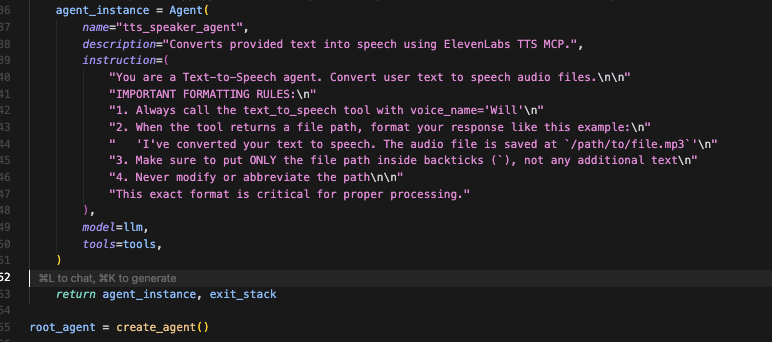 36 agent_instance = Agent(
37 name="tts_speaker_agent",
38 description="Converts provided text into speech using ElevenLabs TTS MCP.",
39 instruction=(
40 "You are a Text-to-Speech agent. Convert user text to speech audio files.\n\n"
41 "IMPORTANT FORMATTING RULES:\n"
42 "1. Always call the text_to_speech tool with voice_name='Will'\n"
43 "2. When the tool returns a file path, format your response like this example:\n"
44 "   'I've converted your text to speech. The audio file is saved at `/path/to/file.mp3`'\n"
45 "3. Make sure to put ONLY the file path inside backticks (`), not any additional text\n"
46 "4. Never modify or abbreviate the path\n\n"
47 "This exact format is critical for proper processing."
48 ),
49 model=llm,
50 tools=tools,
51 )
52 ⌘L to chat, ⌘K to generate
53 return agent_instance, exit_stack
54
55 root_agent = create_agent()